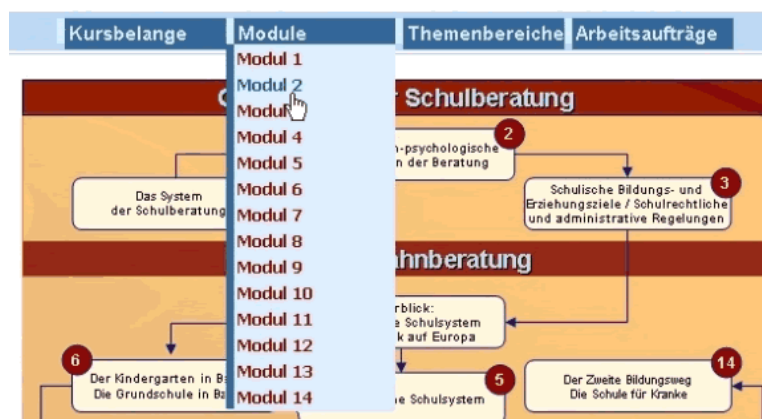 Kursbelange
Module
Themenbereiche
Arbeitsaufträge
Modul 1
Modul 2
Modul
Modul 4
Modul 5
Modul 6
Modul 7
Modul 8
Modul 9
Modul 10
Modul 11
Modul 12
Modul 13
Modul 14
Schulberatung
2
-psychologische
der Beratung
Das System
der Schulberatung
3
Schulische Bildungs- und
Erziehungsziele / Schulrechtliche
und administrative Regelungen
ahnberatung
rblick:
Schulsystem
auf Europa
6
Der Kindergarten in
Die Grundschule in
5
Schulsystem
14
Der Zweite Bildungsweg
Die Schule für Kranke